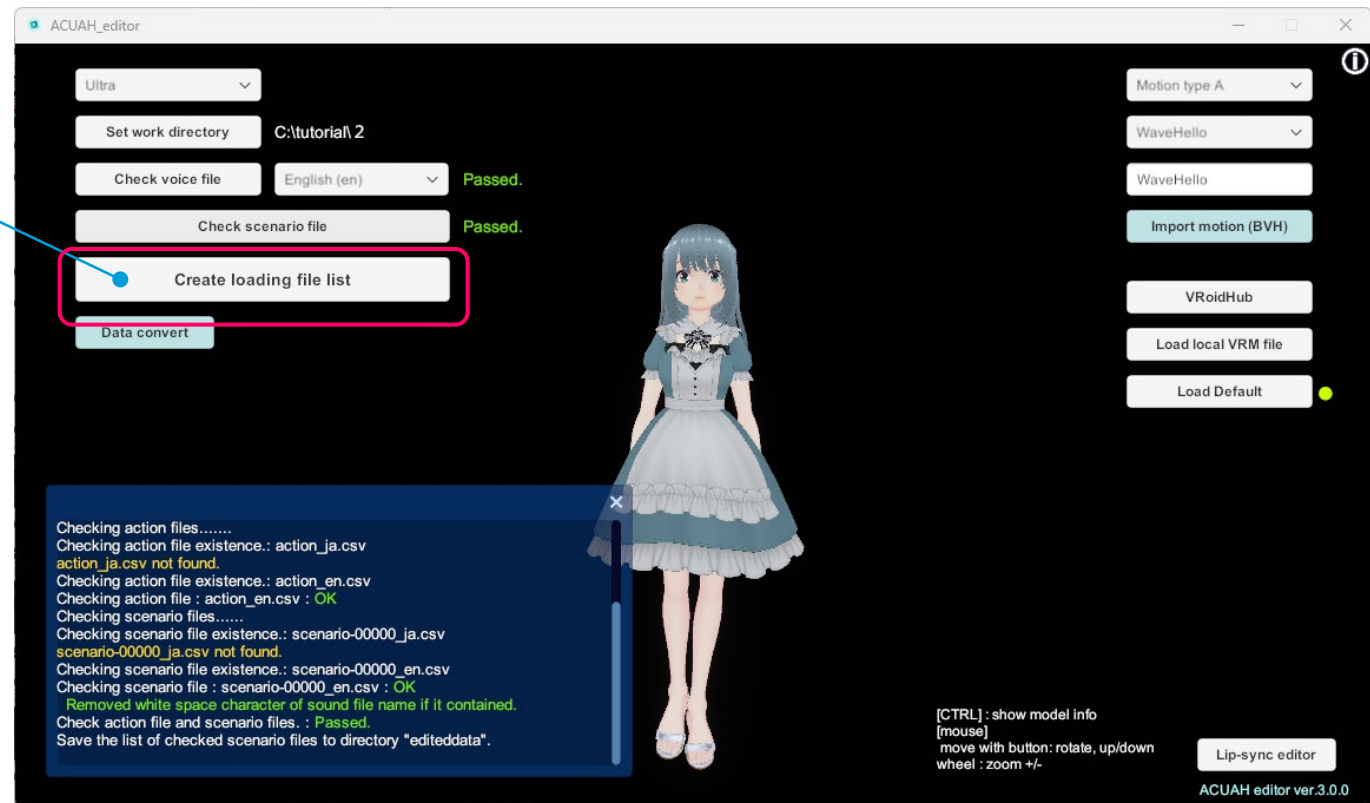 ACUAH_editor
Ultra
Set work directory C:\tutorial\ 2
Check voice file English (en) Passed.
Check scenario file Passed.
Create loading file list
Data convert
Motion type A
WaveHello
WaveHello
Import motion (BVH)
VRoidHub
Load local VRM file
Load Default
Checking action files.......
Checking action file existence.: action_ja.csv
action_ja.csv not found.
Checking action file existence.: action_en.csv
Checking action file : action_en.csv : OK
Checking scenario files......
Checking scenario file existence.: scenario-00000_ja.csv
scenario-00000_ja.csv not found.
Checking scenario file existence.: scenario-00000_en.csv
Checking scenario file : scenario-00000_en.csv : OK
Removed white space character of sound file name if it contained.
Check action file and scenario files. : Passed.
Save the list of checked scenario files to directory "editeddata".
[CTRL] : show model info
[mouse]
move with button: rotate, up/down
wheel : zoom +/-
Lip-sync editor
ACUAH editor ver.3.0.0